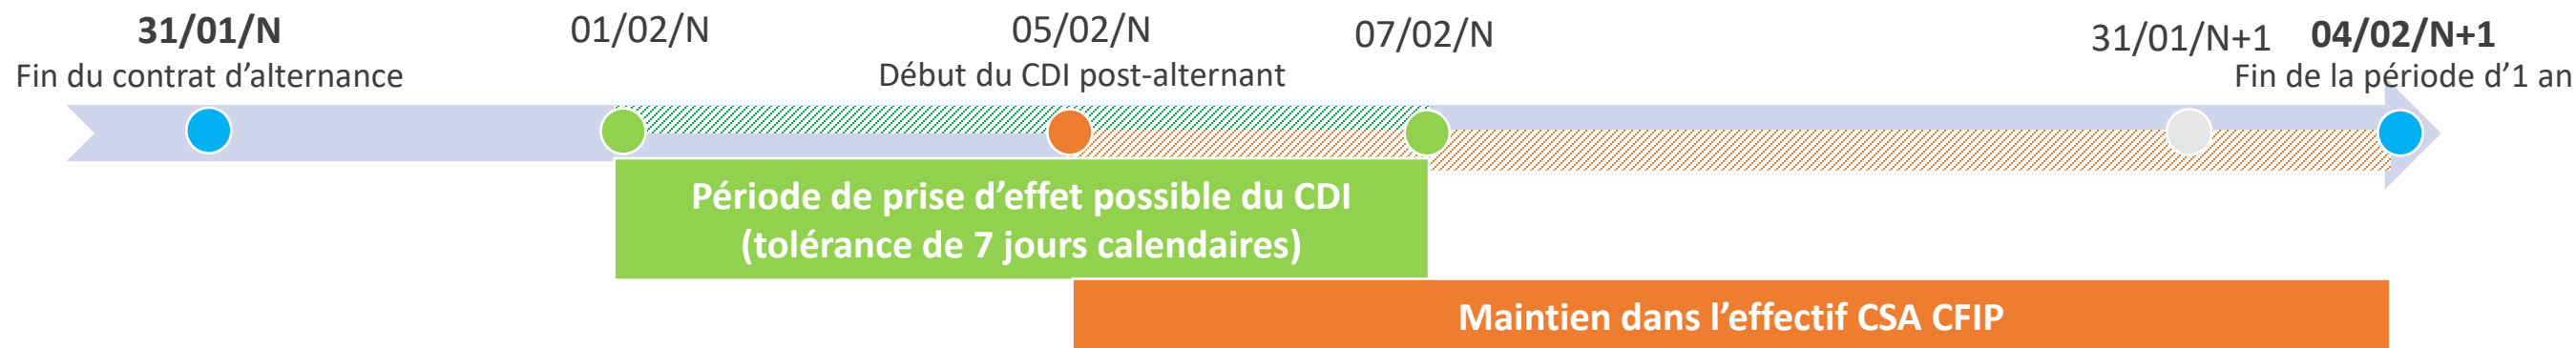 31/01/N
Fin du contrat d’alternance
01/02/N
05/02/N
Début du CDI post-alternant
07/02/N
31/01/N+1
04/02/N+1
Fin de la période d’1 an
Période de prise d’effet possible du CDI
(tolérance de 7 jours calendaires)
Maintien dans l’effectif CSA CFIP